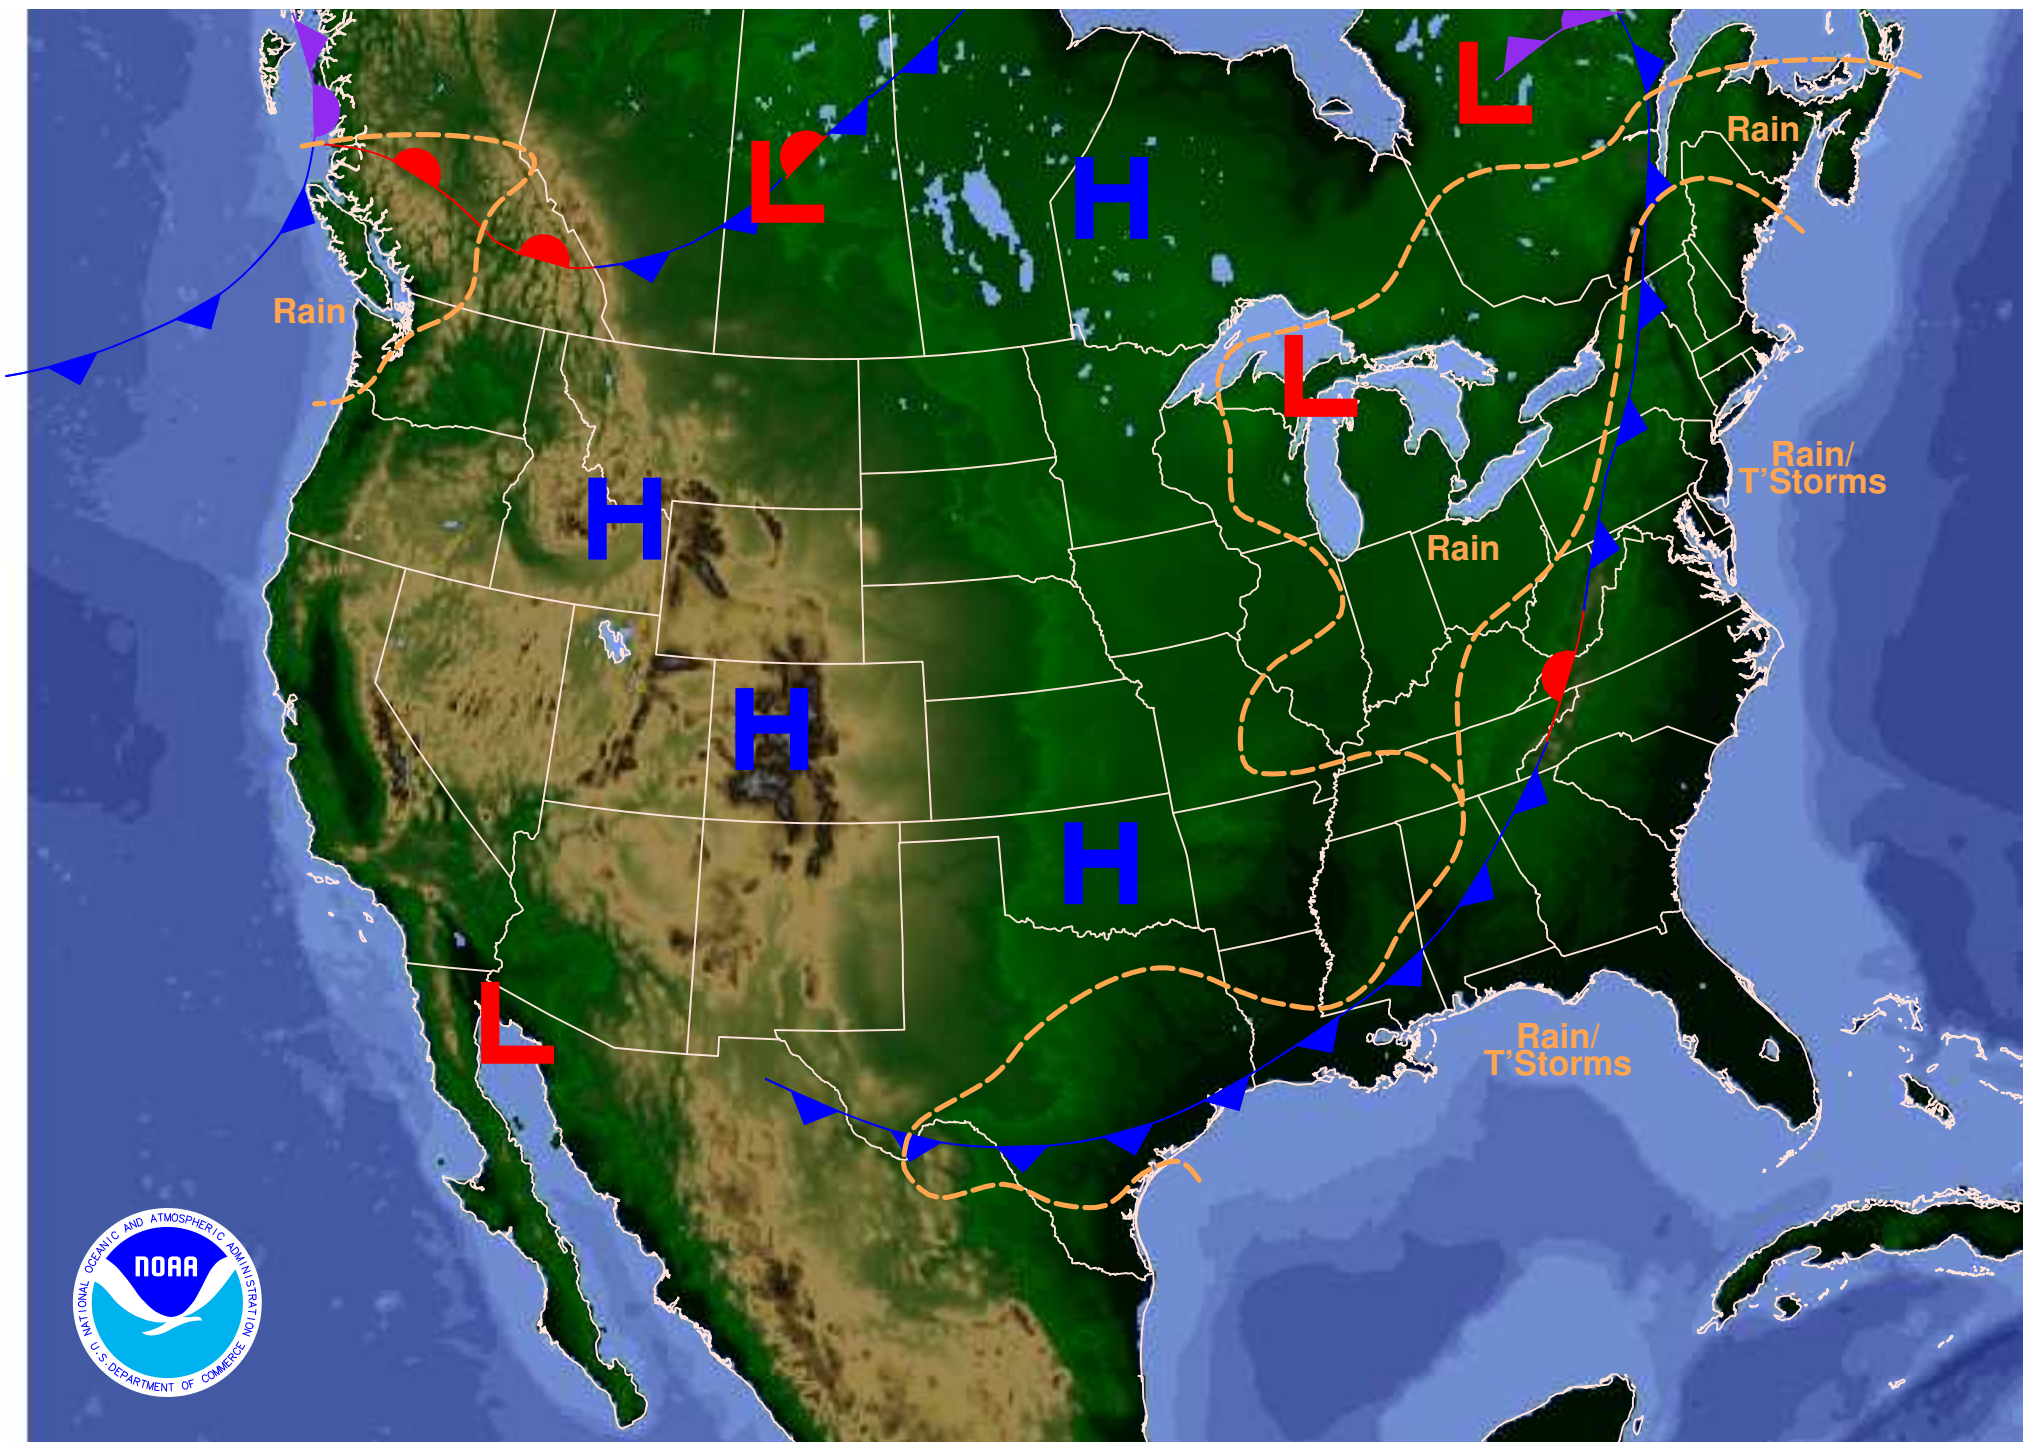 L
Rain
L
H
Rain
L
Rain/
T'Storms
H
Rain
H
H
L
Rain/
T'Storms
NOAA
NATIONAL OCEANIC AND ATMOSPHERIC ADMINISTRATION
U.S. DEPARTMENT OF COMMERCE